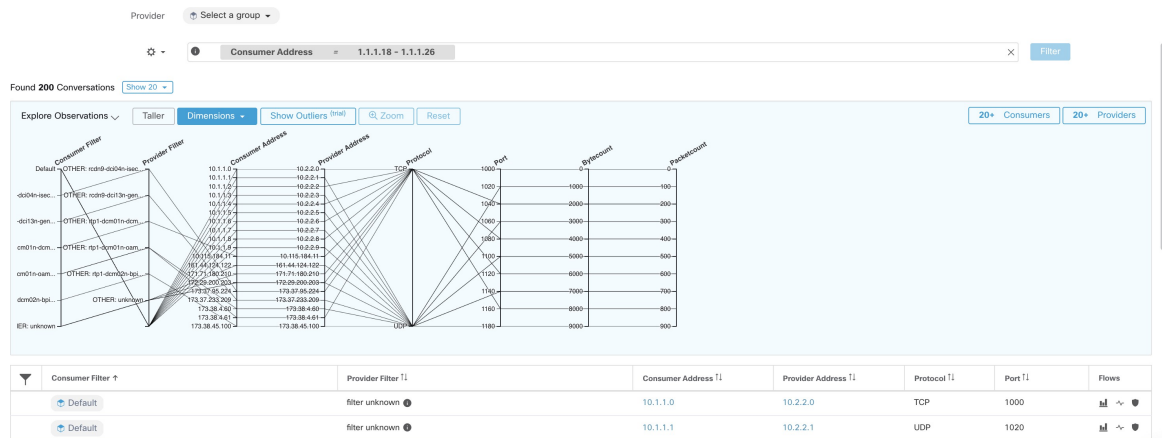 Provider Select a group
Consumer Address = 1.1.1.18 - 1.1.1.26 Filter
Found 200 Conversations Show 20
Explore Observations Taller Dimensions Show Outliers (trial) Zoom Reset 20+ Consumers 20+ Providers
Consumer Filter Provider Filter Consumer Address Provider Address Protocol Port Bytecount Packetcount
Default OTHER: rcdn9-dci04n-isec... 10.1.1.0 10.2.2.0 TCP 1000 0 0
10.1.1.1 10.2.2.1
10.1.1.2 10.2.2.2 1020 1000 100
-dci04n-isec... OTHER: rcdn9-dci13n-gen... 10.1.1.3 10.2.2.3
10.1.1.4 10.2.2.4 1040 2000 200
10.1.1.5 10.2.2.5
-dci13n-gen... OTHER: rtp1-dcm01n-dcm... 10.1.1.6 10.2.2.6 1060 3000 300
10.1.1.7 10.2.2.7
10.1.1.8 10.2.2.8 1080 4000 400
cm01n-dcm... OTHER: rtp1-dcm01n-oam... 10.1.1.9 10.2.2.9
10.115.184.11 10.115.184.11 1100 5000 500
161.44.124.122 161.44.124.122
cm01n-oam... OTHER: rtp1-dcm02n-bpi... 171.71.180.210 171.71.180.210 1120 6000 600
172.29.200.203 172.29.200.203
173.37.95.224 173.37.95.224 1140 7000 700
dcm02n-bpi... OTHER: unknown 173.37.233.209 173.37.233.209
173.38.4.60 173.38.4.60 1160 8000 800
173.38.4.61 173.38.4.61
IER: unknown 173.38.45.100 173.38.45.100 UDP 1180 9000 900
Consumer Filter Provider Filter Consumer Address Provider Address Protocol Port Flows
Default filter unknown 10.1.1.0 10.2.2.0 TCP 1000
Default filter unknown 10.1.1.1 10.2.2.1 UDP 1020